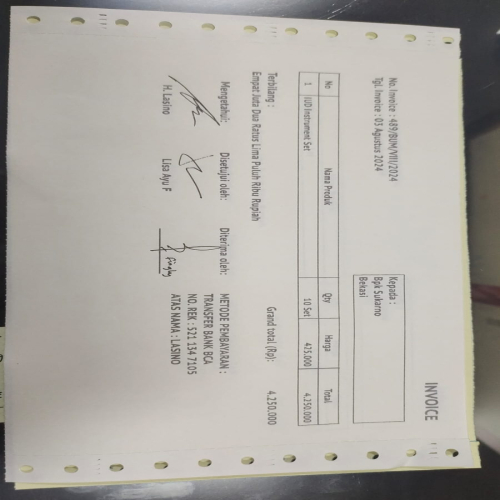 INVOICE
No. Invoice : 489/BUM/VIII/2024
Tgl. Invoice : 03 Agustus 2024
Kepada :
Bpk Sukarno
Bekasi
No Nama Produk Qty Harga Total
1 IUD Instrument Set 10 Set 425.000 4.250.000
Grand total (Rp): 4.250.000
Terbilang :
Empat Juta Dua Ratus Lima Puluh Ribu Rupiah
Mengetahui: Disetujui oleh: Diterima oleh:
H. Lasino Lisa Ayu F
METODE PEMBAYARAN :
TRANSFER BANK BCA
NO. REK : 521 134 7105
ATAS NAMA : LASINO